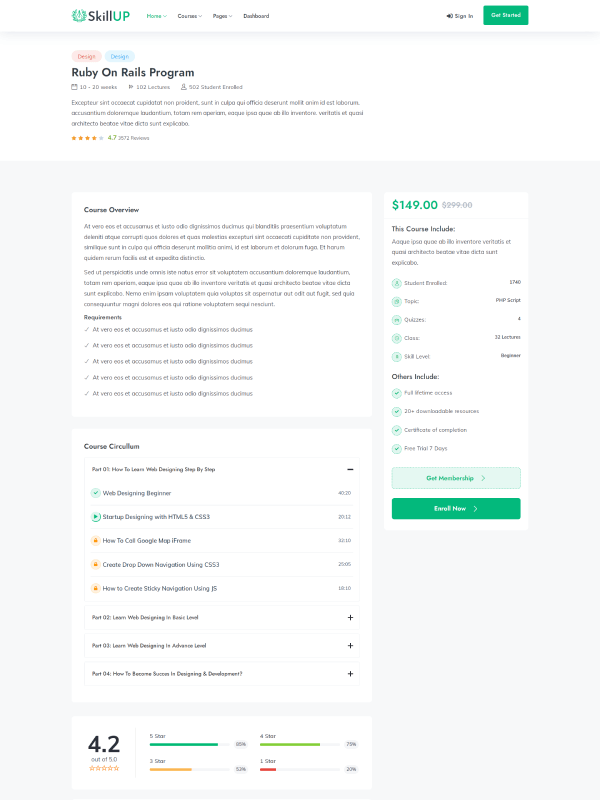 SkillUP
Home Courses Pages Dashboard
Sign In
Get Started
Design Design
Ruby On Rails Program
10 - 20 weeks 102 Lectures 502 Student Enrolled
Excepteur sint occaecat cupidatat non proident, sunt in culpa qui officia deserunt mollit anim id est laborum,
accusantium doloremque laudantium, totam rem aperiam, eaque ipsa quae ab illo inventore. veritatis et quasi
architecto beatae vitae dicta sunt explicabo.
4.7 3572 Reviews
Course Overview
At vero eos et accusamus et iusto odio dignissimos ducimus qui blanditiis praesentium voluptatum
deleniti atque corrupti quos dolores et quas molestias excepturi sint occaecati cupiditate non provident,
similique sunt in culpa qui officia deserunt mollitia animi, id est laborum et dolorum fuga. Et harum
quidem rerum facilis est et expedita distinctio.
Sed ut perspiciatis unde omnis iste natus error sit voluptatem accusantium doloremque laudantium,
totam rem aperiam, eaque ipsa quae ab illo inventore veritatis et quasi architecto beatae vitae dicta
sunt explicabo. Nemo enim ipsam voluptatem quia voluptas sit aspernatur aut odit aut fugit, sed quia
consequuntur magni dolores eos qui ratione voluptatem sequi nesciunt.
Requirements
At vero eos et accusamus et iusto odio dignissimos ducimus
At vero eos et accusamus et iusto odio dignissimos ducimus
At vero eos et accusamus et iusto odio dignissimos ducimus
At vero eos et accusamus et iusto odio dignissimos ducimus
At vero eos et accusamus et iusto odio dignissimos ducimus
Course Circullum
Part 01: How To Learn Web Designing Step By Step
Web Designing Beginner 40:20
Startup Designing with HTML5 & CSS3 20:12
How To Call Google Map iFrame 32:10
Create Drop Down Navigation Using CSS3 25:05
How to Create Sticky Navigation Using JS 18:10
Part 02: Learn Web Designing In Basic Level
Part 03: Learn Web Designing In Advance Level
Part 04: How To Become Succes In Designing & Development?
4.2
out of 5.0
5 Star
85%
4 Star
75%
3 Star
53%
1 Star
20%
$149.00 $299.00
This Course Include:
Aaque ipsa quae ab illo inventore veritatis et
quasi architecto beatae vitae dicta sunt
explicabo.
Student Enrolled: 1740
Topic: PHP Script
Quizzes: 4
Class: 32 Lectures
Skill Level: Beginner
Others Include:
Full lifetime access
20+ downloadable resources
Certificate of completion
Free Trial 7 Days
Get Membership
Enroll Now